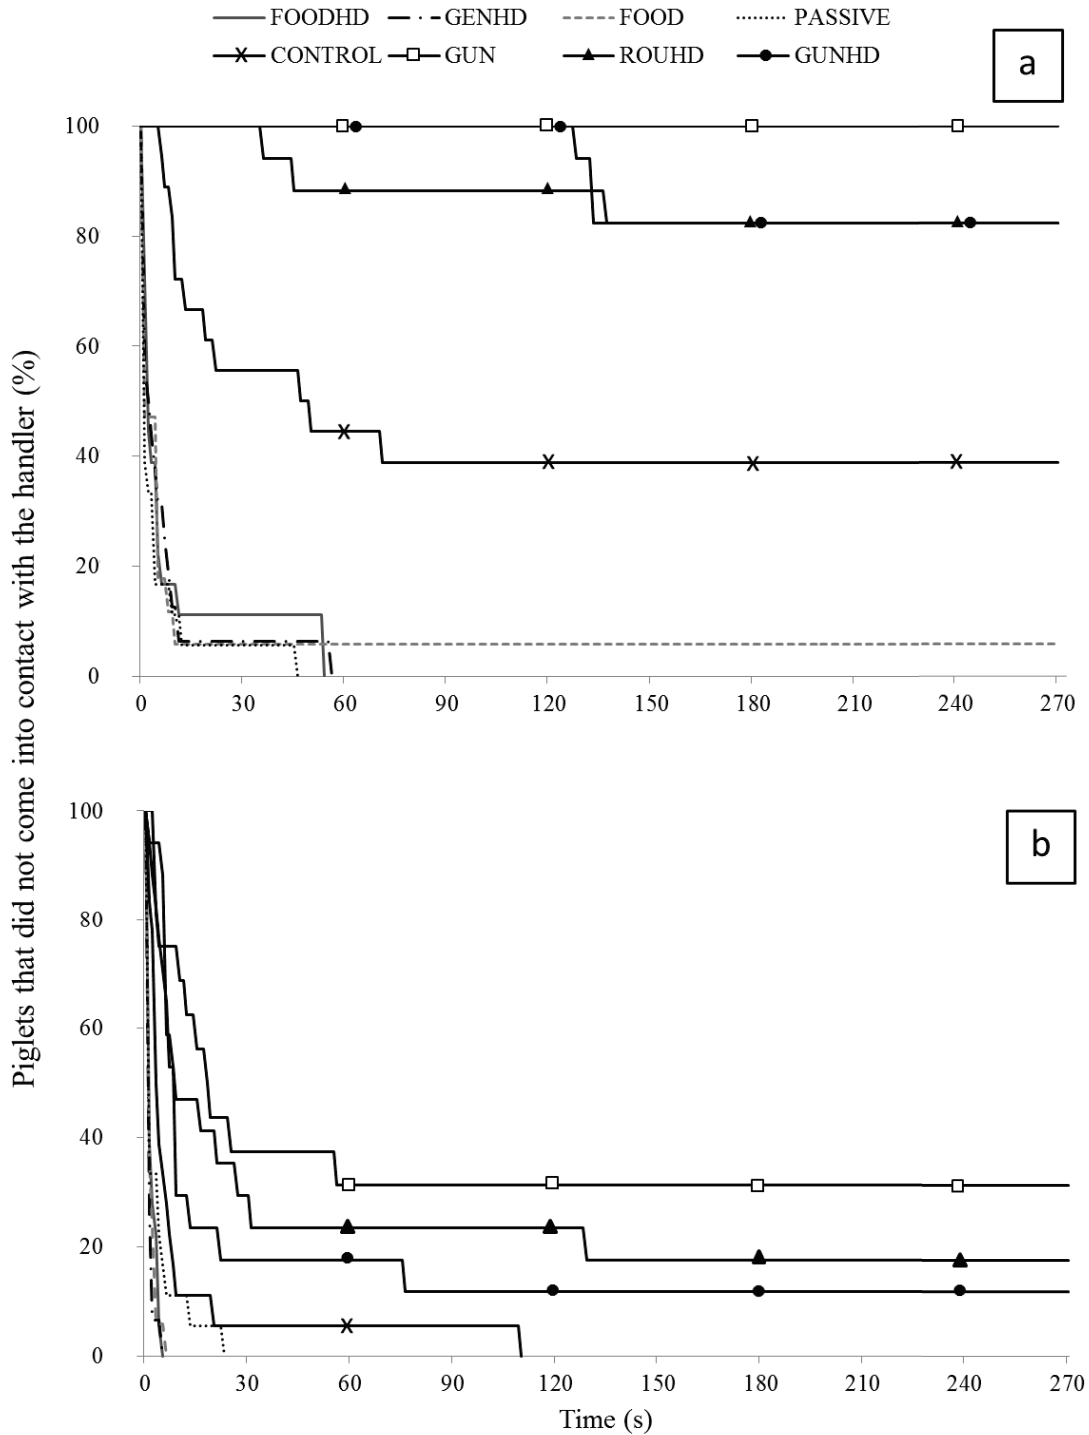 FOODHD GENHD FOOD PASSIVE
CONTROL GUN ROUHD GUNHD
a
Piglets that did not come into contact with the handler (%)
100
80
60
40
20
0
0 30 60 90 120 150 180 210 240 270
b
100
80
60
40
20
0
0 30 60 90 120 150 180 210 240 270
Time (s)